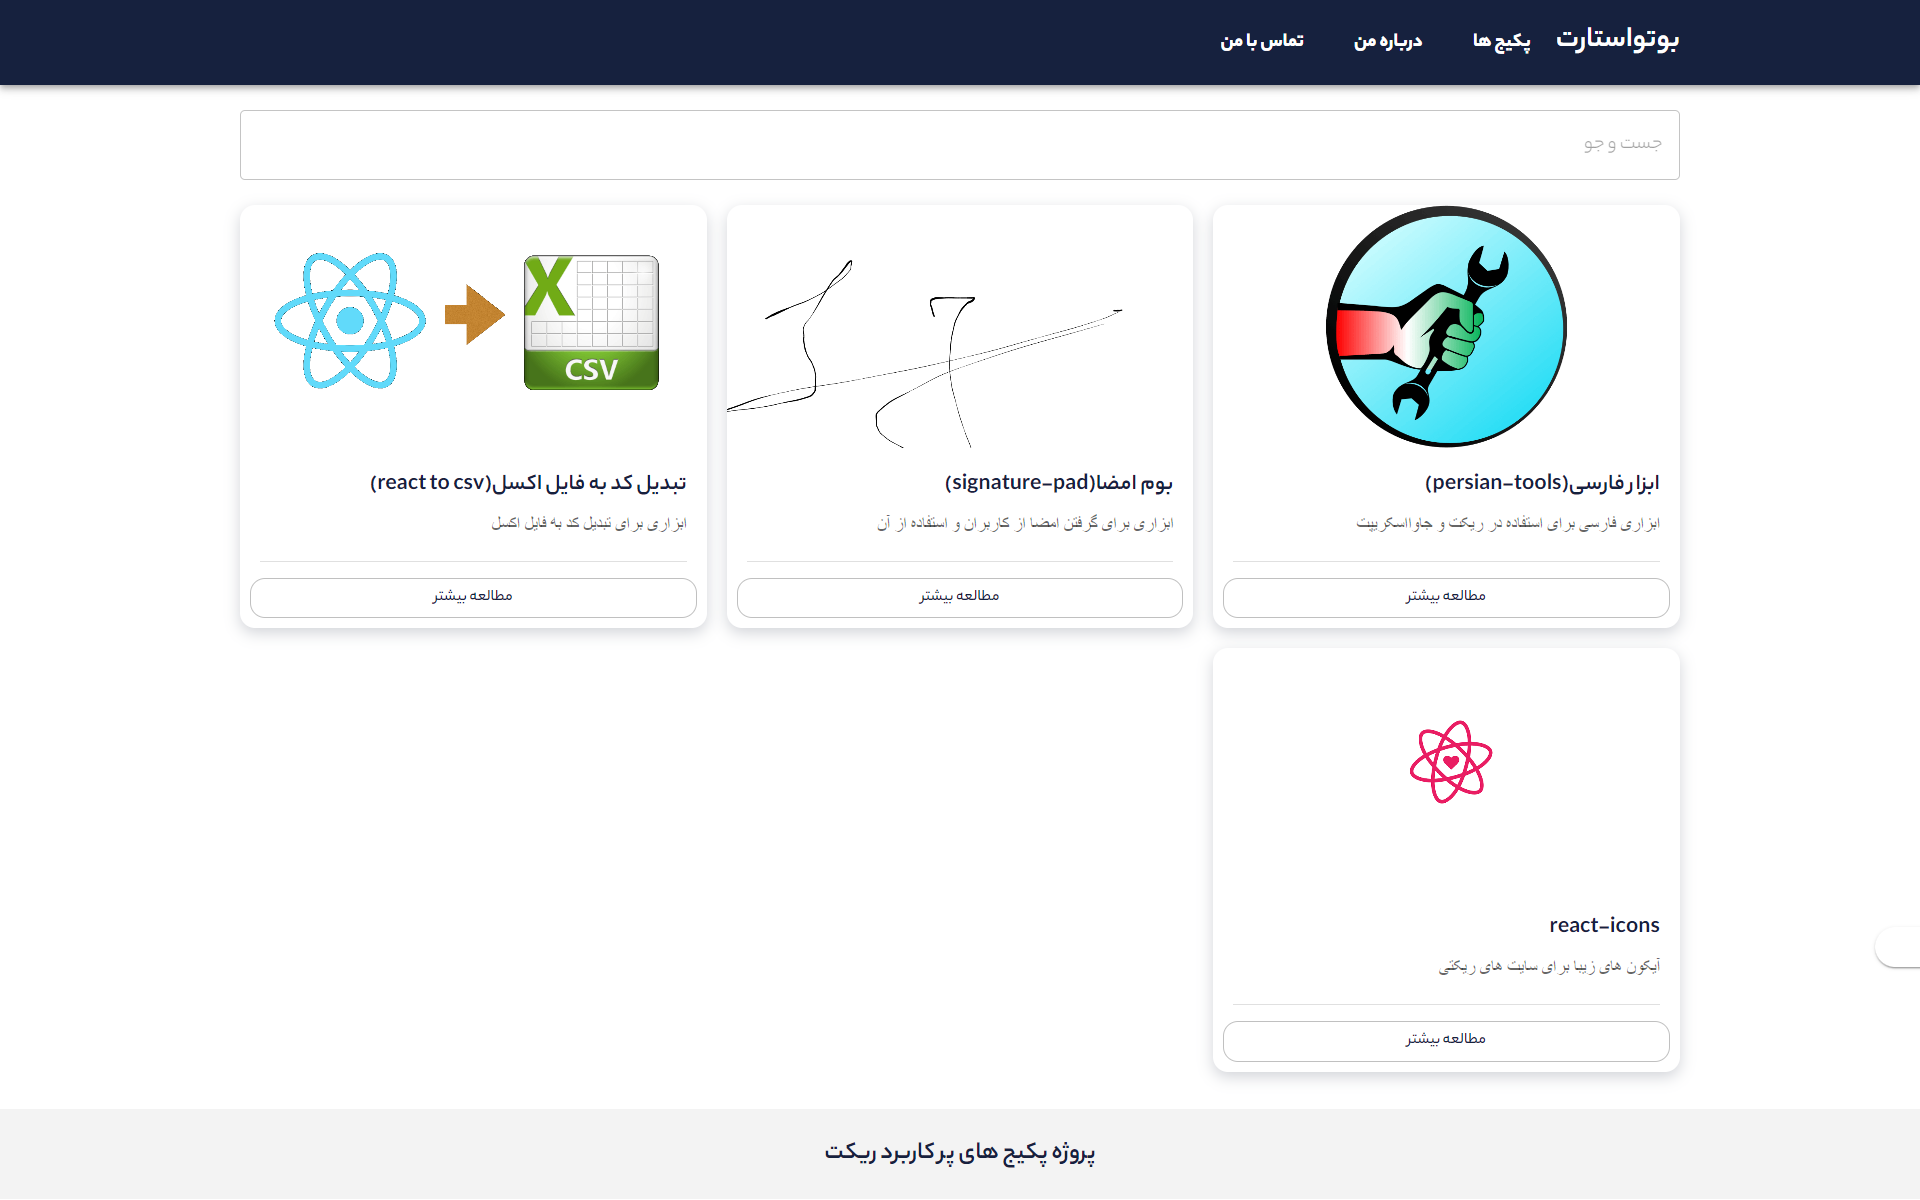 بوتواستارت
پکیج ها
درباره من
تماس با من
جست و جو
ابزار فارسی(persian-tools)
ابزاری فارسی برای استفاده در ریکت و جاوااسکریپت
مطالعه بیشتر
بوم امضا(signature-pad)
ابزاری برای گرفتن امضا از کاربران و استفاده از آن
مطالعه بیشتر
X
CSV
تبدیل کد به فایل اکسل(react to csv)
ابزاری برای تبدیل کد به فایل اکسل
مطالعه بیشتر
react-icons
آیکون های زیبا برای سایت های ریکتی
مطالعه بیشتر
پروژه پکیج های پرکاربرد ریکت